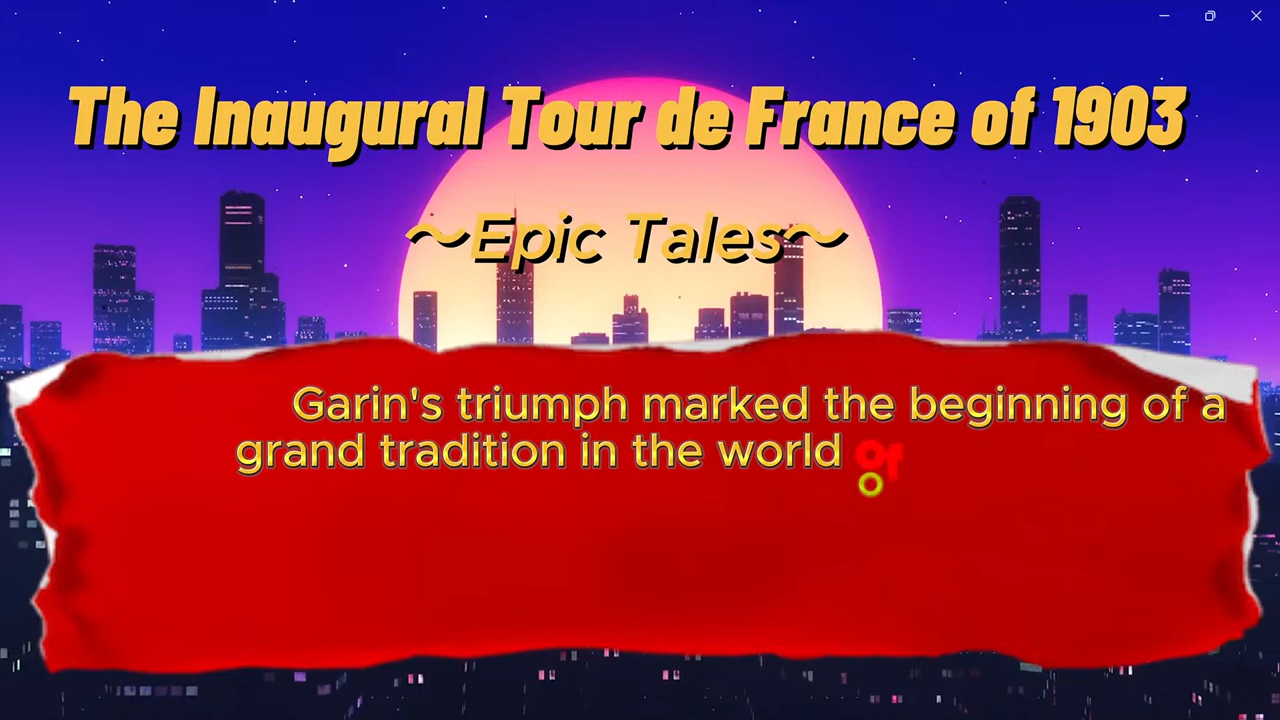 The Inaugural Tour de France of 1903
～Epic Tales～
Garin's triumph marked the beginning of a
grand tradition in the world of